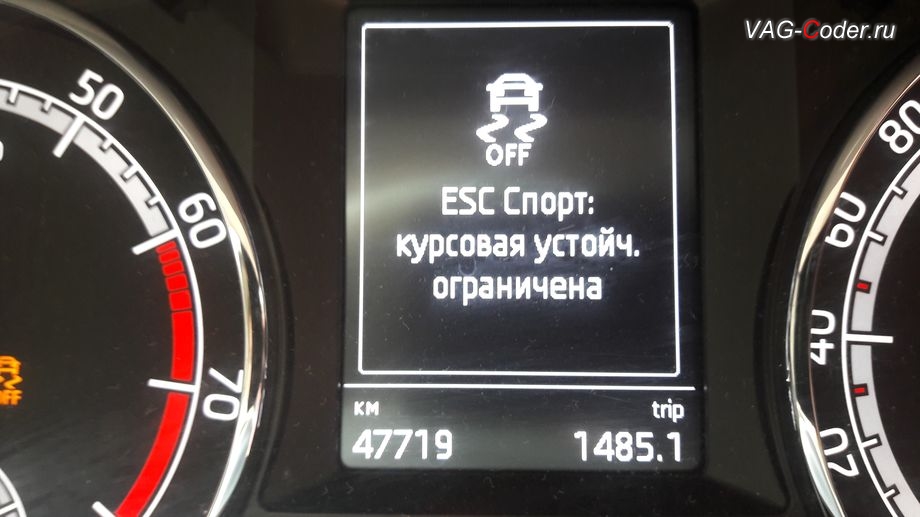 VAG-Coder.ru
50
60
70
OFF
OFF
ESC Спорт:
курсовая устойч.
ограничена
км
trip
47719
1485.1
80
60
40
20